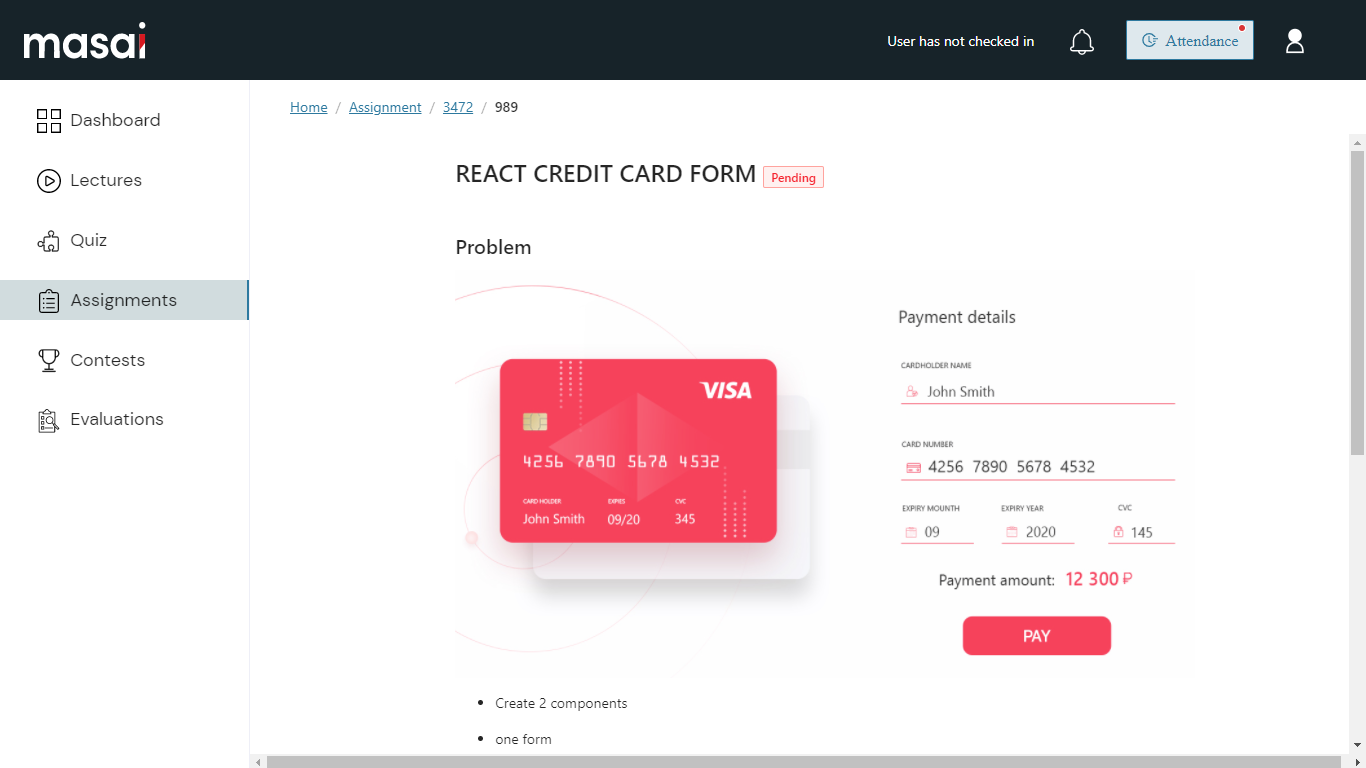 masai
User has not checked in
Attendance
Dashboard
Lectures
Quiz
Assignments
Contests
Evaluations
Home / Assignment / 3472 / 989
REACT CREDIT CARD FORM Pending
Problem
VISA
4256 7890 5678 4532
CARD HOLDER EXPIES CVC
John Smith 09/20 345
Payment details
CARDHOLDER NAME
John Smith
CARD NUMBER
4256 7890 5678 4532
EXPIRY MOUNTH EXPIRY YEAR CVC
09 2020 145
Payment amount: 12 300 ₽
PAY
• Create 2 components
• one form